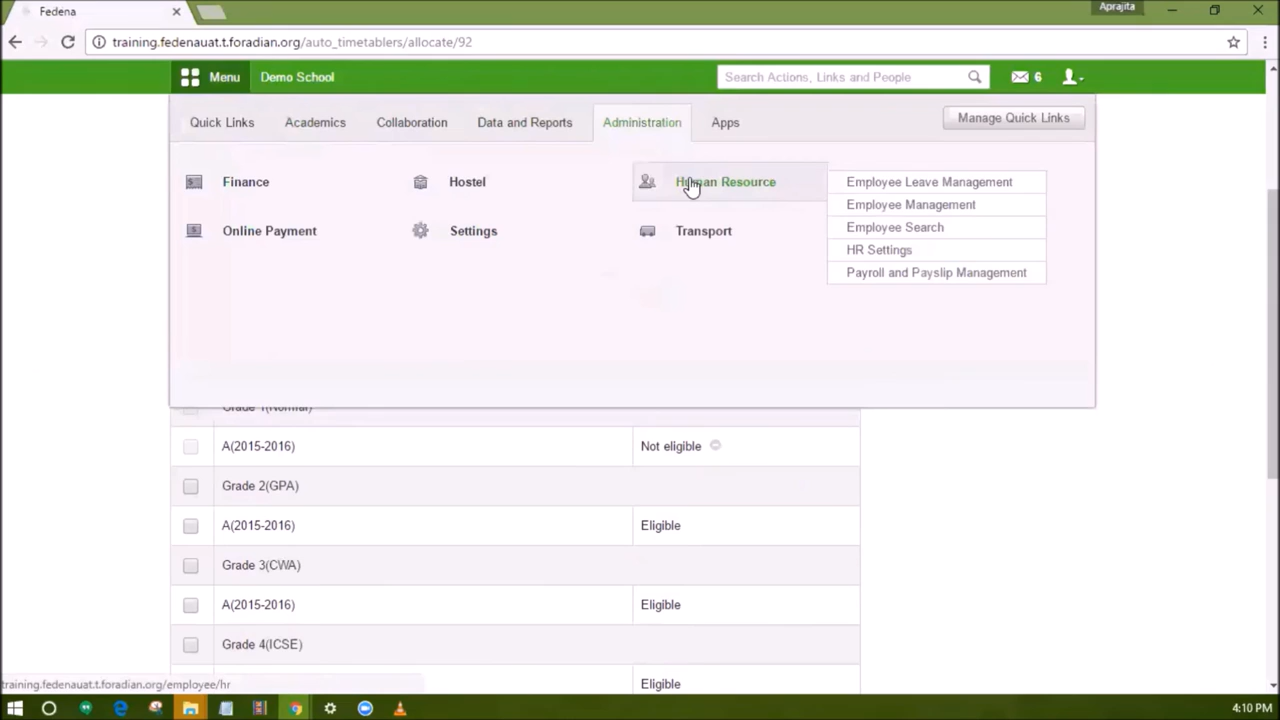 Fedena
Aprajita
training.fedenauat.t.foradian.org/auto_timetablers/allocate/92
Menu
Demo School
Search Actions, Links and People
6
Quick Links
Academics
Collaboration
Data and Reports
Administration
Apps
Manage Quick Links
Finance
Hostel
Human Resource
Employee Leave Management
Employee Management
Online Payment
Settings
Transport
Employee Search
HR Settings
Payroll and Payslip Management
Grade 1(Normal)
A(2015-2016)
Not eligible
Grade 2(GPA)
A(2015-2016)
Eligible
Grade 3(CWA)
A(2015-2016)
Eligible
Grade 4(ICSE)
Eligible
training.fedenauat.t.foradian.org/employee/hr
4:10 PM